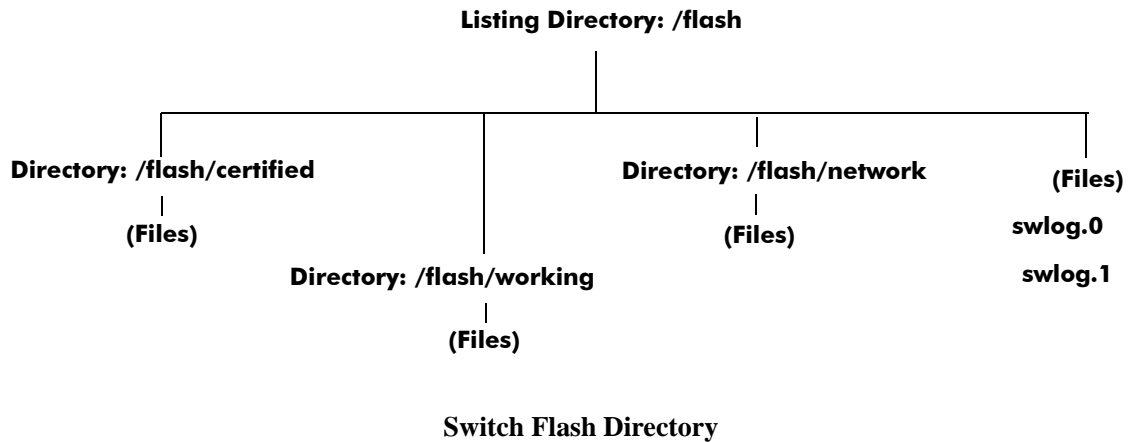 Listing Directory: /flash
Directory: /flash/certified
(Files)
Directory: /flash/working
(Files)
Directory: /flash/network
(Files)
(Files)
swlog.0
swlog.1
Switch Flash Directory